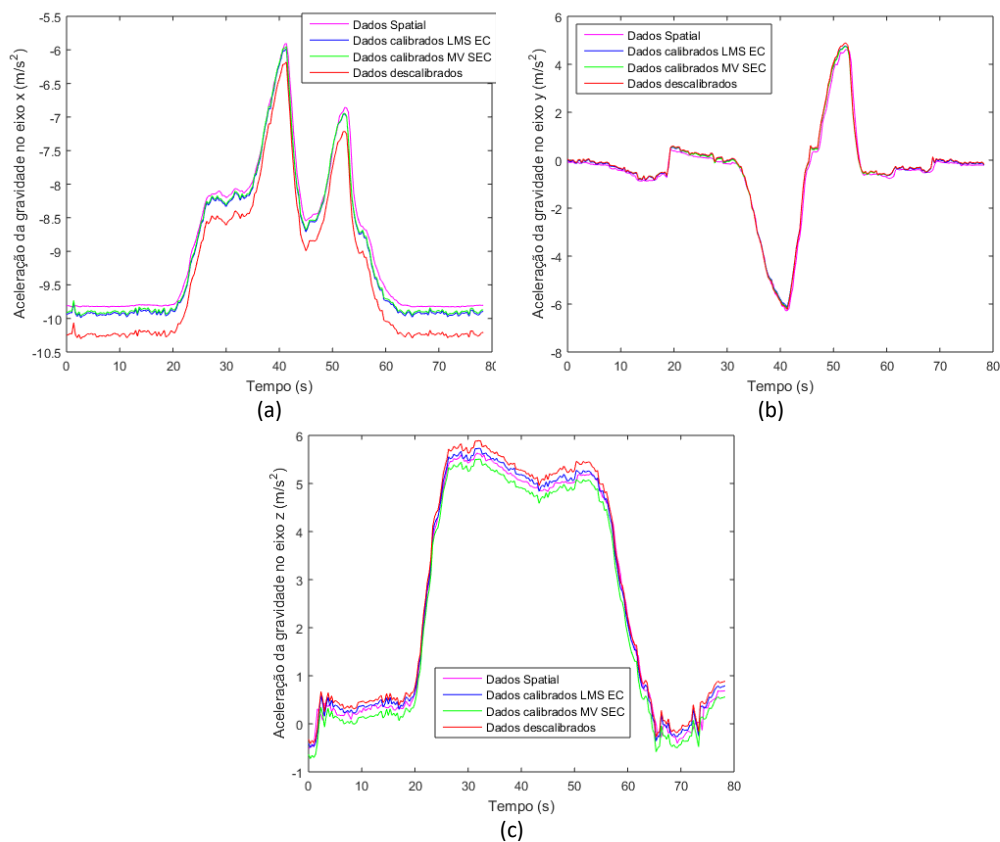 Aceleração da gravidade no eixo x (m/s²)
-5.5
-6
-6.5
-7
-7.5
-8
-8.5
-9
-9.5
-10
-10.5
Dados Spatial
Dados calibrados LMS EC
Dados calibrados MV SEC
Dados descalibrados
0 10 20 30 40 50 60 70 80
Tempo (s)
(a)
Aceleração da gravidade no eixo y (m/s²)
6
4
2
0
-2
-4
-6
-8
Dados Spatial
Dados calibrados LMS EC
Dados calibrados MV SEC
Dados descalibrados
0 10 20 30 40 50 60 70 80
Tempo (s)
(b)
Aceleração da gravidade no eixo z (m/s²)
6
5
4
3
2
1
0
-1
Dados Spatial
Dados calibrados LMS EC
Dados calibrados MV SEC
Dados descalibrados
0 10 20 30 40 50 60 70 80
Tempo (s)
(c)